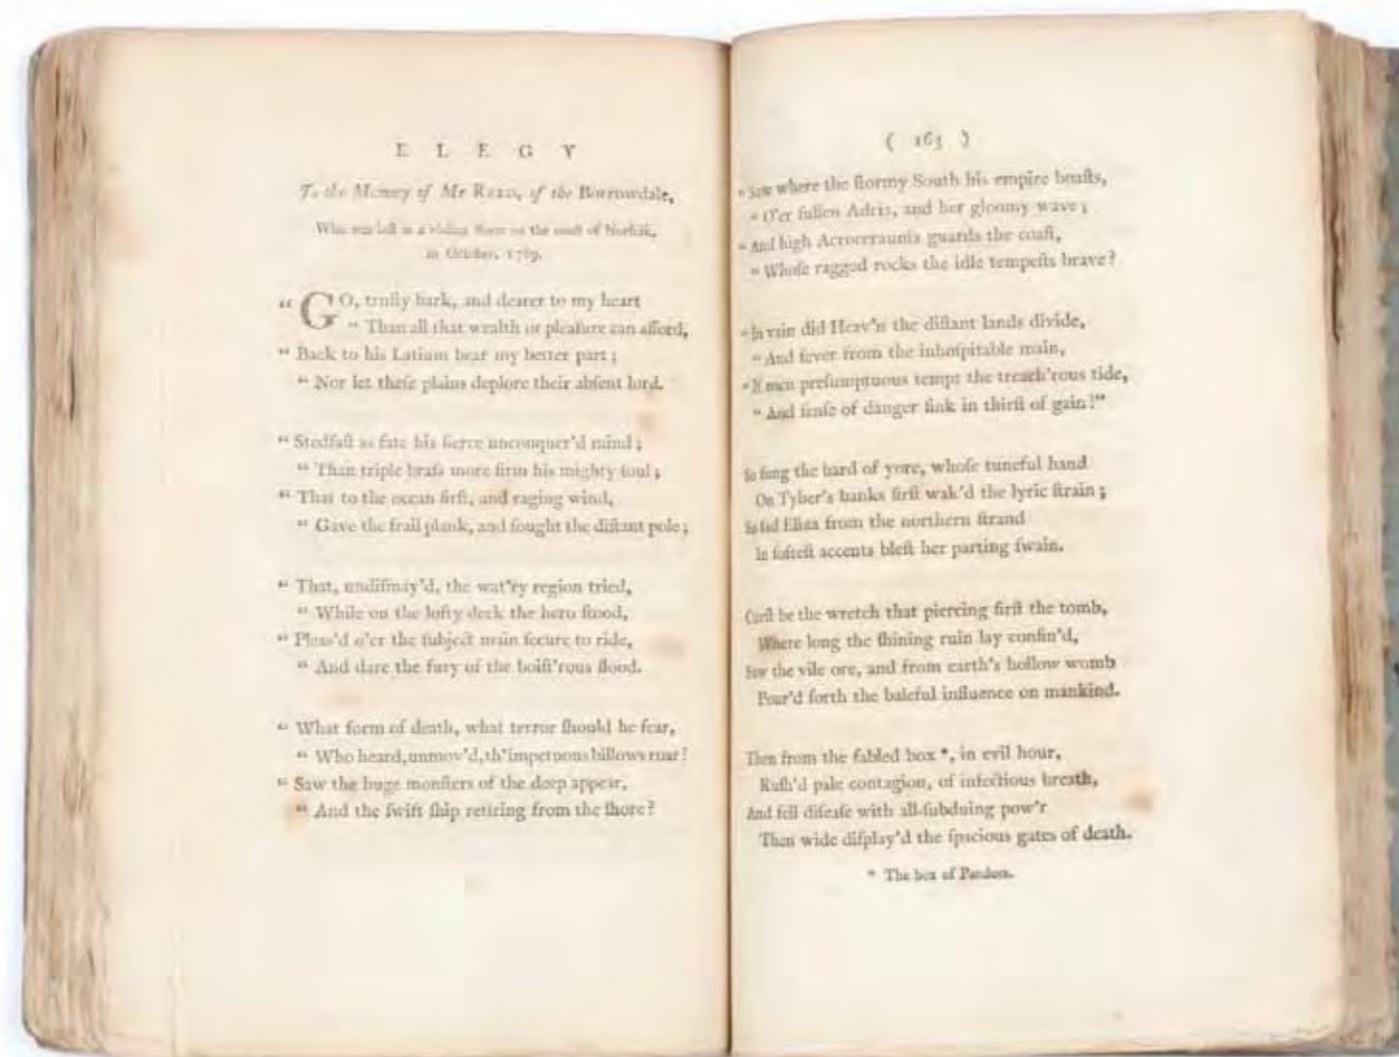 E L E G Y
To the Memory of Mr READ, of the Borrowdale,
Who was lost in a violent storm on the coast of Norfolk,
in October, 1789.
“ GO, trusty bark, and dearer to my heart
“ Than all that wealth or pleasure can afford,
“ Back to his Latium bear my better part ;
“ Nor let theſe plains deplore their abſent lord.
“ Stedfaſt as fate his fierce unconquer'd mind ;
“ Than triple braſs more firm his mighty ſoul ;
“ That to the ocean firſt, and raging wind,
“ Gave the frail plank, and ſought the diſtant pole ;
“ That, undiſmay'd, the wat'ry region tried,
“ While on the lofty deck the hero ſtood,
“ Pleas'd o'er the ſubject main ſecure to ride,
“ And dare the fury of the boiſt'rous flood.
“ What form of death, what terror ſhould he fear,
“ Who heard, unmov'd, th'impetuous billows roar !
“ Saw the huge monſters of the deep appear,
“ And the ſwift ſhip retiring from the ſhore ?
( 163 )
“ Saw where the ſtormy South his empire boaſts,
“ O'er ſullen Adria, and her gloomy wave ;
“ And high Acroceraunia guards the coaſt,
“ Whoſe ragged rocks the idle tempeſts brave ?
“ In vain did Heav'n the diſtant lands divide,
“ And ſever from the inhoſpitable main,
“ If men preſumptuous tempt the treach'rous tide,
“ And ſenſe of danger ſink in thirſt of gain !”
So ſung the bard of yore, whoſe tuneful hand
On Tyber's banks firſt wak'd the lyric ſtrain ;
So ſad Eliza from the northern ſtrand
In ſofteſt accents bleſt her parting ſwain.
Curſt be the wretch that piercing firſt the tomb,
Where long the ſhining ruin lay confin'd,
Saw the vile ore, and from earth's hollow womb
Pour'd forth the baleful influence on mankind.
Then from the fabled box *, in evil hour,
Ruſh'd pale contagion, of infectious breath,
And fell diſeaſe with all-ſubduing pow'r
Then wide diſplay'd the ſpacious gates of death.
* The box of Pandora.